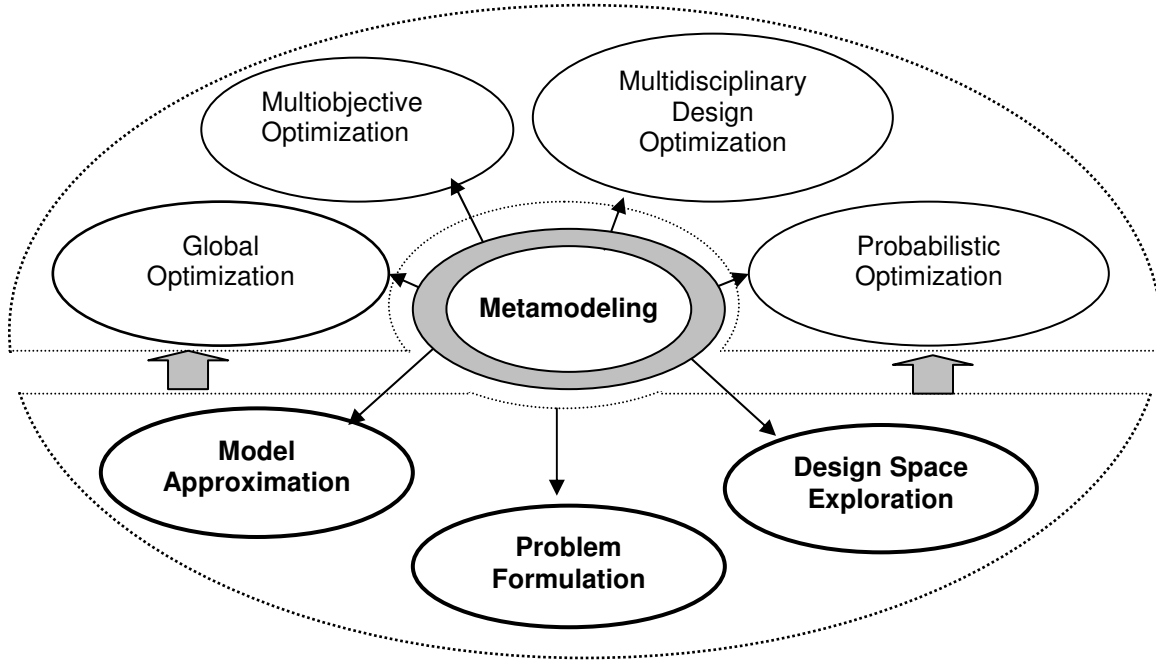 Multiobjective
Optimization
Multidisciplinary
Design
Optimization
Global
Optimization
Probabilistic
Optimization
Metamodeling
Model
Approximation
Design Space
Exploration
Problem
Formulation